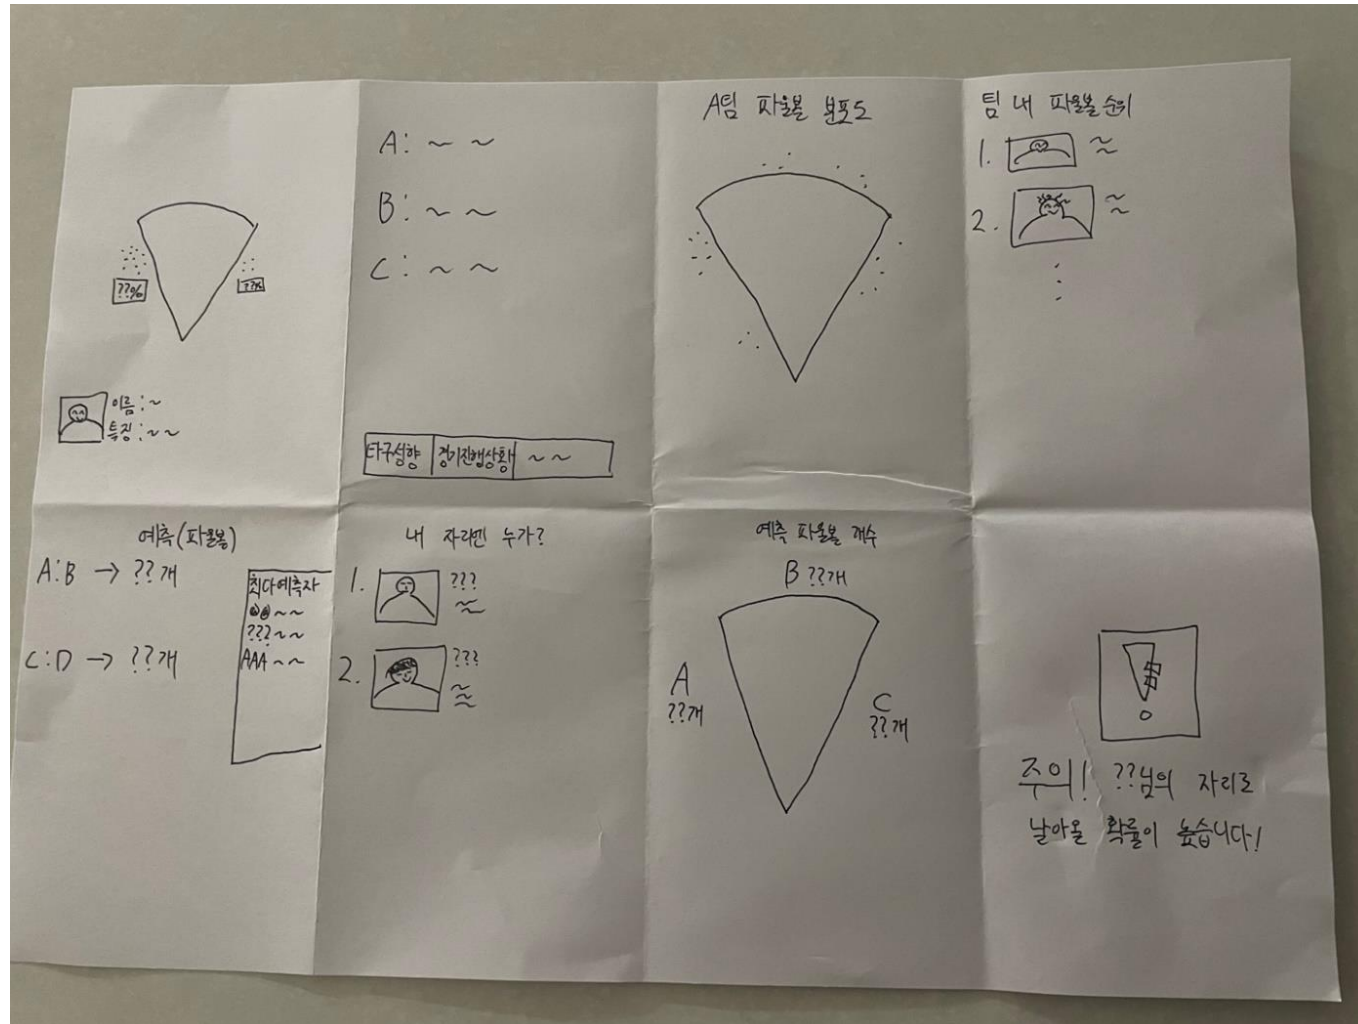 ??%
??%
이름 : ~
특징 : ~ ~
A : ~ ~
B : ~ ~
C : ~ ~
타구성향 경기진행상황 ~ ~
A팀 파울볼 분포도
팀 내 파울볼 순위
1.
2.
예측(파울볼)
A:B → ??개
C:D → ??개
최다예측자
~ ~
??? ~ ~
AAA ~ ~
내 자리엔 누가?
1. ???
2. ???
예측 파울볼 개수
B ??개
A
??개
C
??개
주의! ??님의 자리로
날아올 확률이 높습니다!